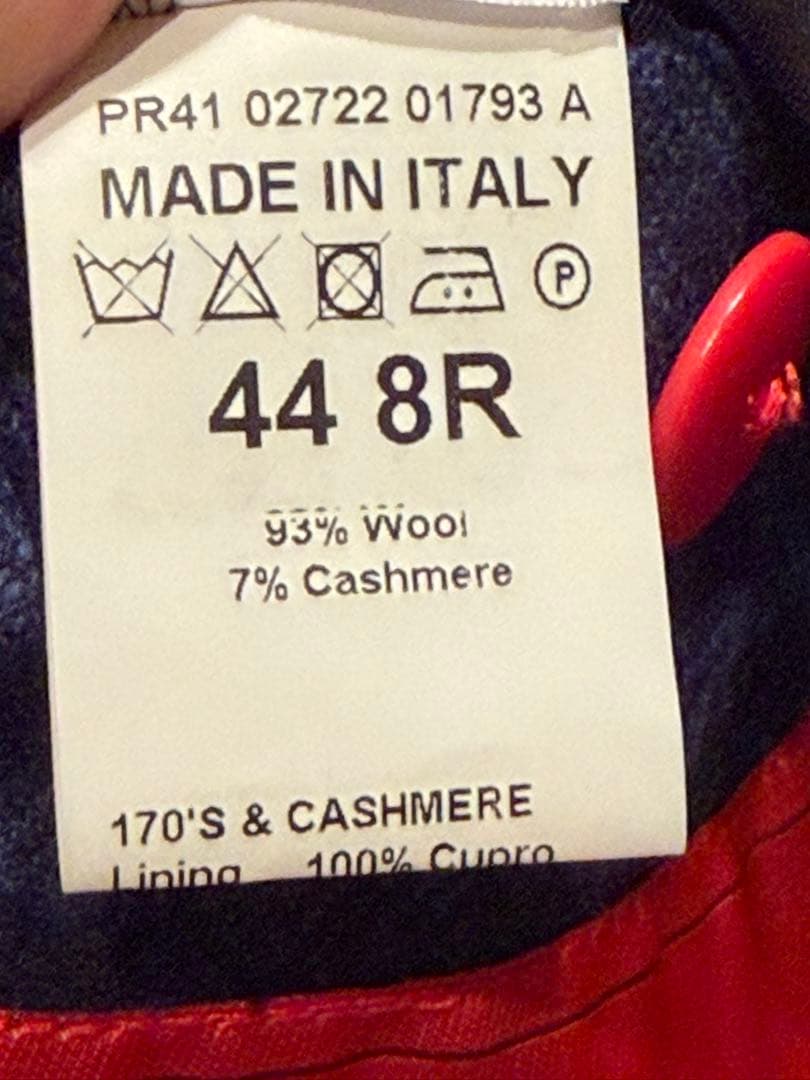 PR41 02722 01793 A
MADE IN ITALY
P
44 8R
93% Wool
7% Cashmere
170'S & CASHMERE
Lining 100% Cupro